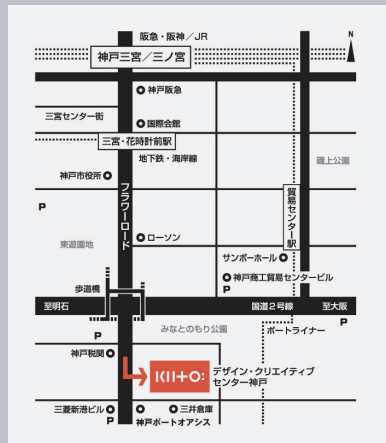 阪急・阪神／JR
N
神戸三宮／三ノ宮
神戸阪急
三宮センター街
国際会館
三宮・花時計前駅
地下鉄・海岸線
磯上公園
神戸市役所
フラワーロード
貿易センター駅
P
東遊園地
ローソン
サンボーホール
神戸商工貿易センタービル
P
歩道橋
至明石
国道2号線
至大阪
P
みなとのもり公園
ポートライナー
P
神戸税関
KIITO:
デザイン・クリエイティブ
センター神戸
三菱新港ビル
三井倉庫
P
神戸ポートオアシス